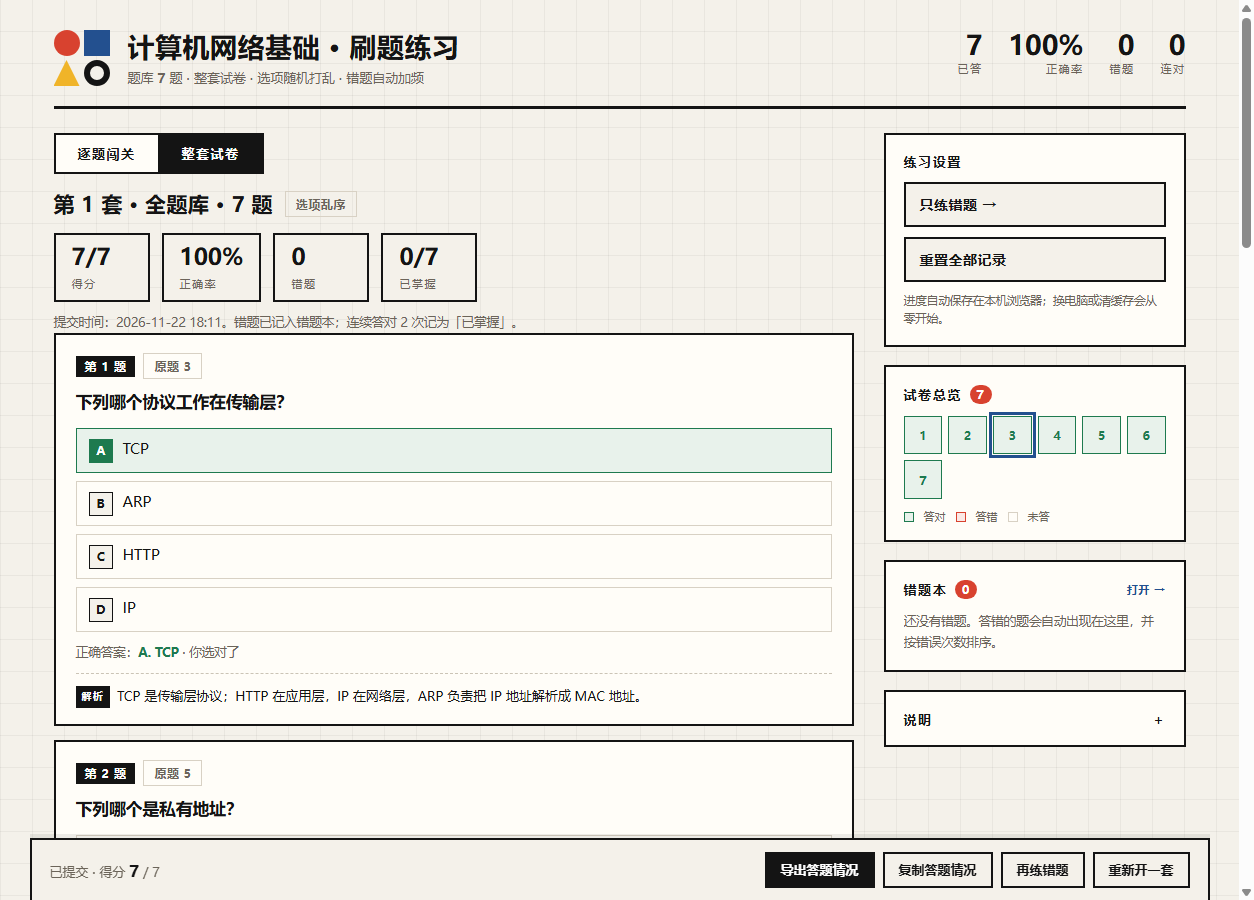 计算机网络基础 · 刷题练习
题库 7 题 · 整套试卷 · 选项随机打乱 · 错题自动加频
7 已答
100% 正确率
0 错题
0 连对
逐题闯关
整套试卷
第 1 套 · 全题库 · 7 题
选项乱序
7/7 得分
100% 正确率
0 错题
0/7 已掌握
提交时间：2026-11-22 18:11。错题已记入错题本；连续答对 2 次记为「已掌握」。
第 1 题
原题 3
下列哪个协议工作在传输层？
A TCP
B ARP
C HTTP
D IP
正确答案：A. TCP · 你选对了
解析 TCP 是传输层协议；HTTP 在应用层，IP 在网络层，ARP 负责把 IP 地址解析成 MAC 地址。
第 2 题
原题 5
下列哪个是私有地址？
练习设置
只练错题 →
重置全部记录
进度自动保存在本机浏览器；换电脑或清缓存会从
零开始。
试卷总览 7
1 2 3 4 5 6
7
答对 答错 未答
错题本 0 打开 →
还没有错题。答错的题会自动出现在这里，并
按错误次数排序。
说明 +
已提交 · 得分 7 / 7
导出答题情况
复制答题情况
再练错题
重新开一套